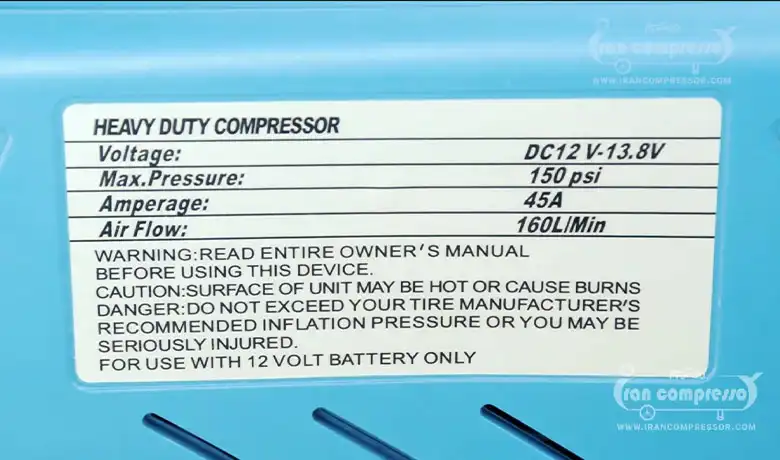 Iran compressor
WWW.IRANCOMPRESSOR.COM
HEAVY DUTY COMPRESSOR
Voltage: DC12 V-13.8V
Max.Pressure: 150 psi
Amperage: 45A
Air Flow: 160L/Min
WARNING:READ ENTIRE OWNER'S MANUAL
BEFORE USING THIS DEVICE.
CAUTION:SURFACE OF UNIT MAY BE HOT OR CAUSE BURNS
DANGER:DO NOT EXCEED YOUR TIRE MANUFACTURER'S
RECOMMENDED INFLATION PRESSURE OR YOU MAY BE
SERIOUSLY INJURED.
FOR USE WITH 12 VOLT BATTERY ONLY
Iran compressor
WWW.IRANCOMPRESSOR.COM